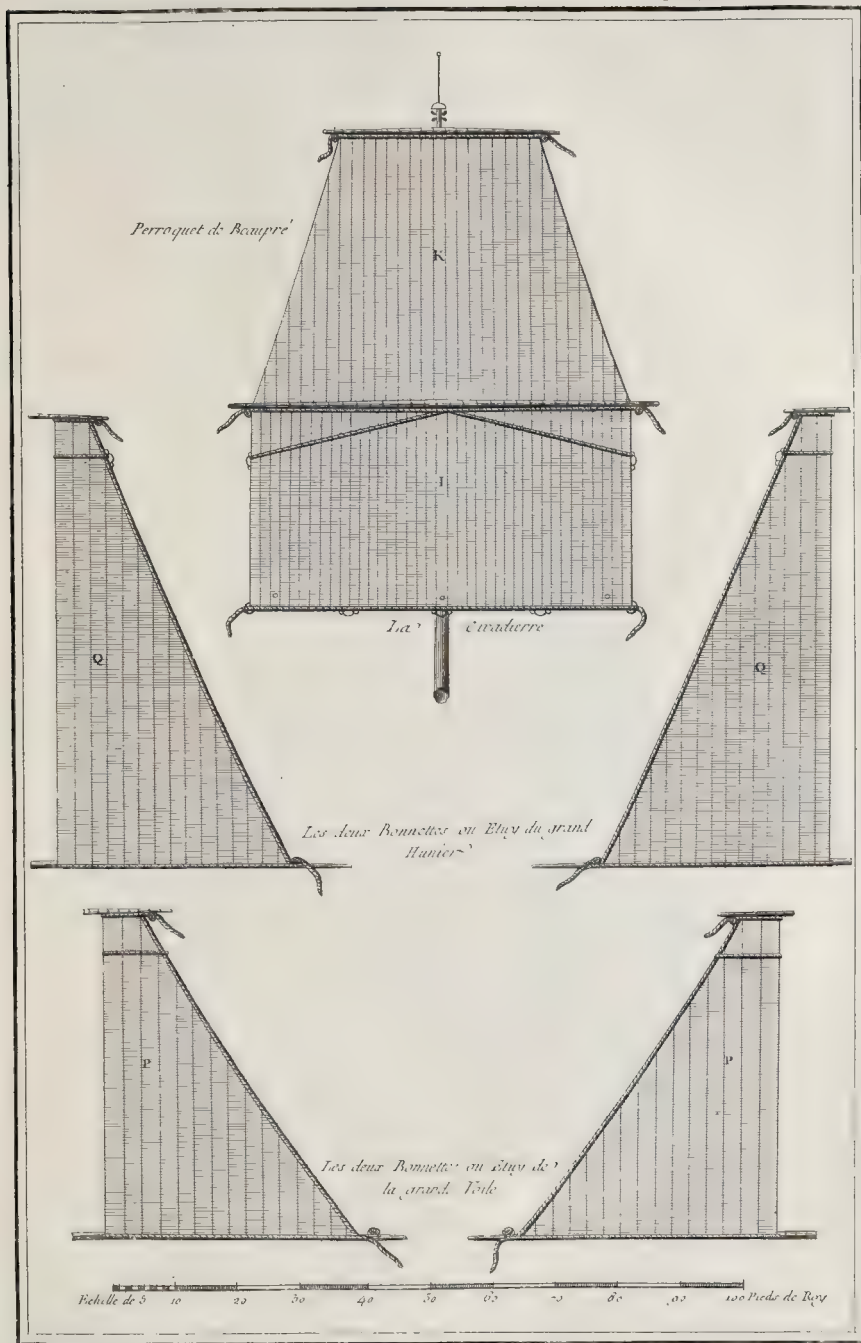 Perroquet de Beaupré
K
I
La Civadierre
Q
Q
Les deux Bonnettes ou Etuy du grand
Hunier
P
P
Les deux Bonnettes ou Etuy de
la grand Voile
Echelle de 5 10 20 30 40 50 60 70 80 90 100 Pieds de Roy